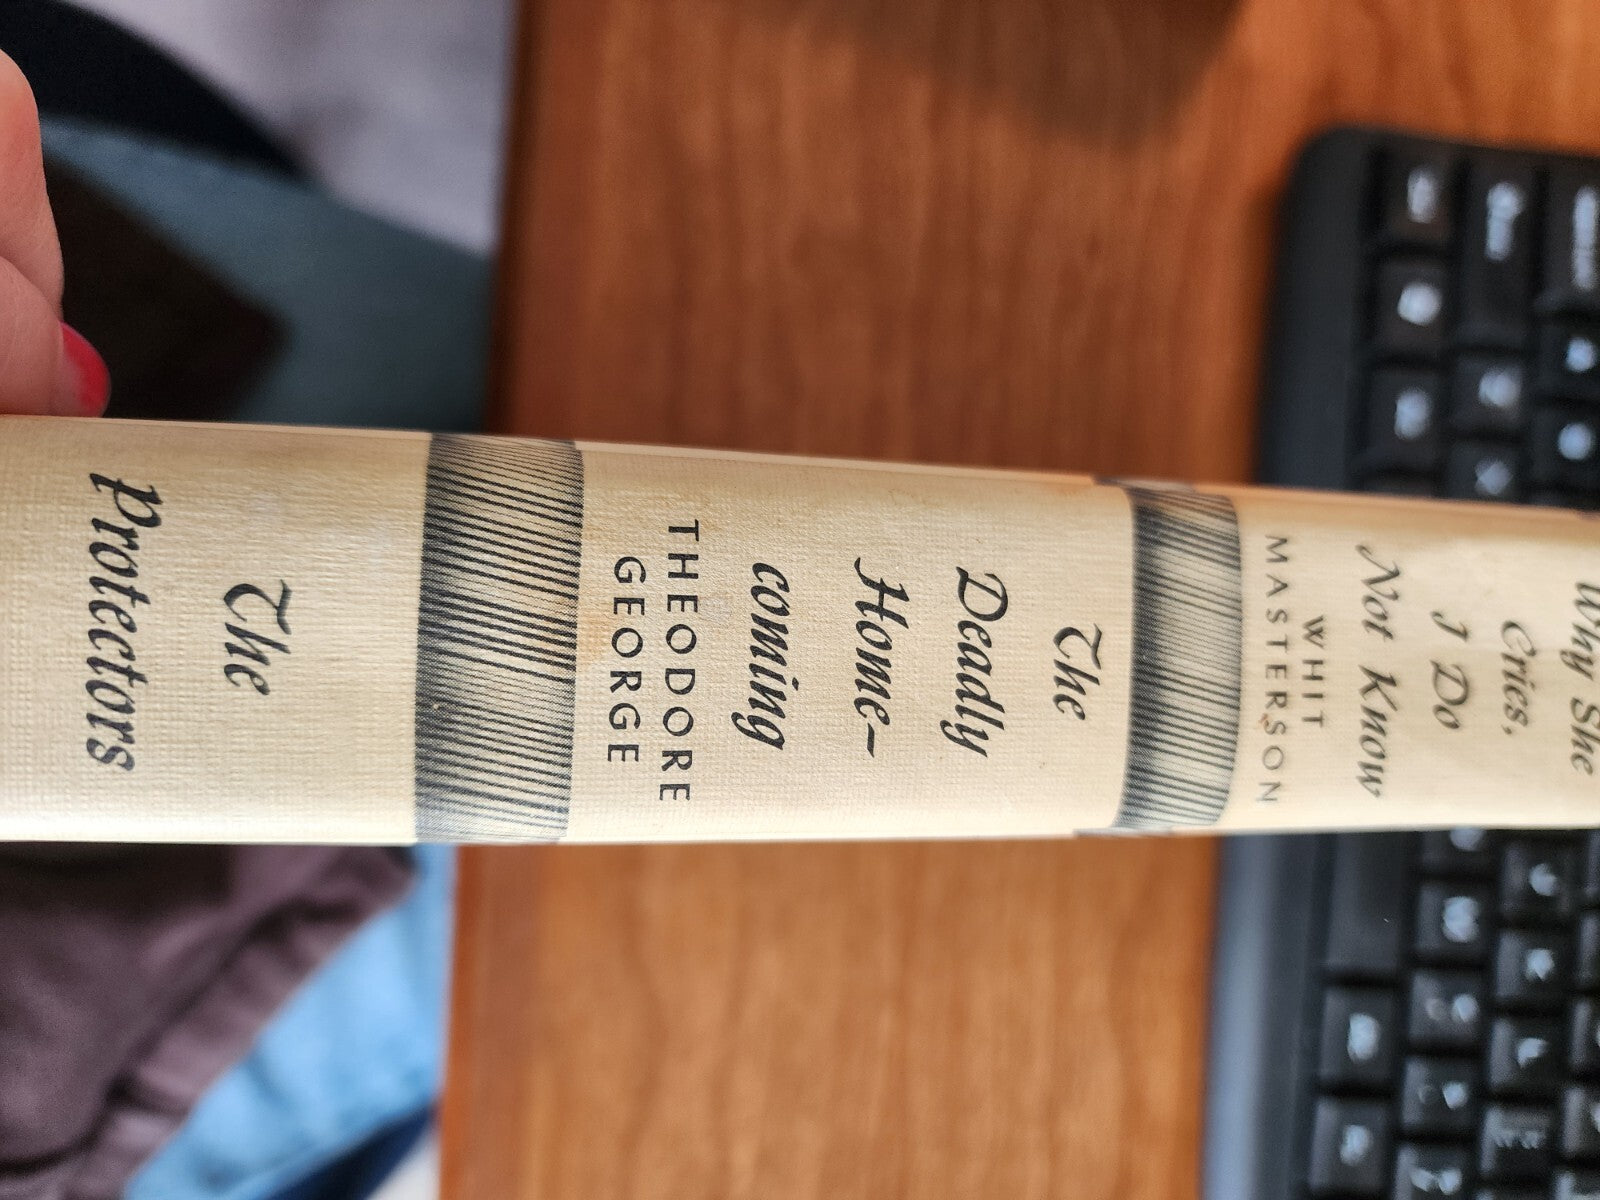 Why She
Cries,
I Do
Not Know
WHIT
MASTERSON
The
Deadly
Home-
coming
THEODORE
GEORGE
The
Protectors